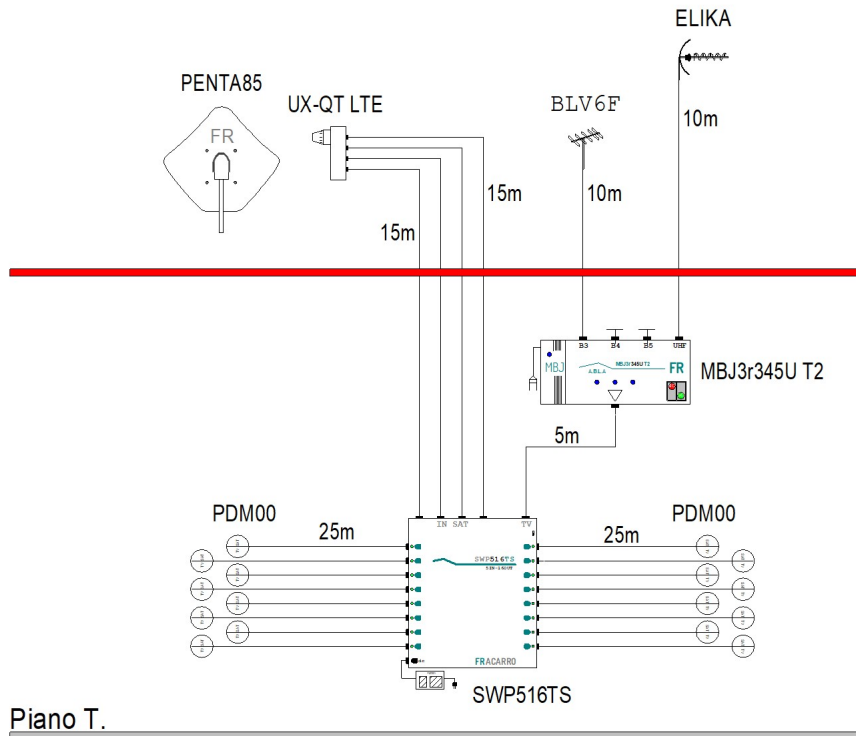 ELIKA
PENTA85
UX-QT LTE
BLV6F
FR
10m
15m
10m
15m
B3
B4
B5
UHF
MBJ
FR
MBJ3r345U T2
5m
PDM00
PDM00
IN SAT
TV
25m
25m
SWP516TS
FRACARRO
SWP516TS
Piano T.